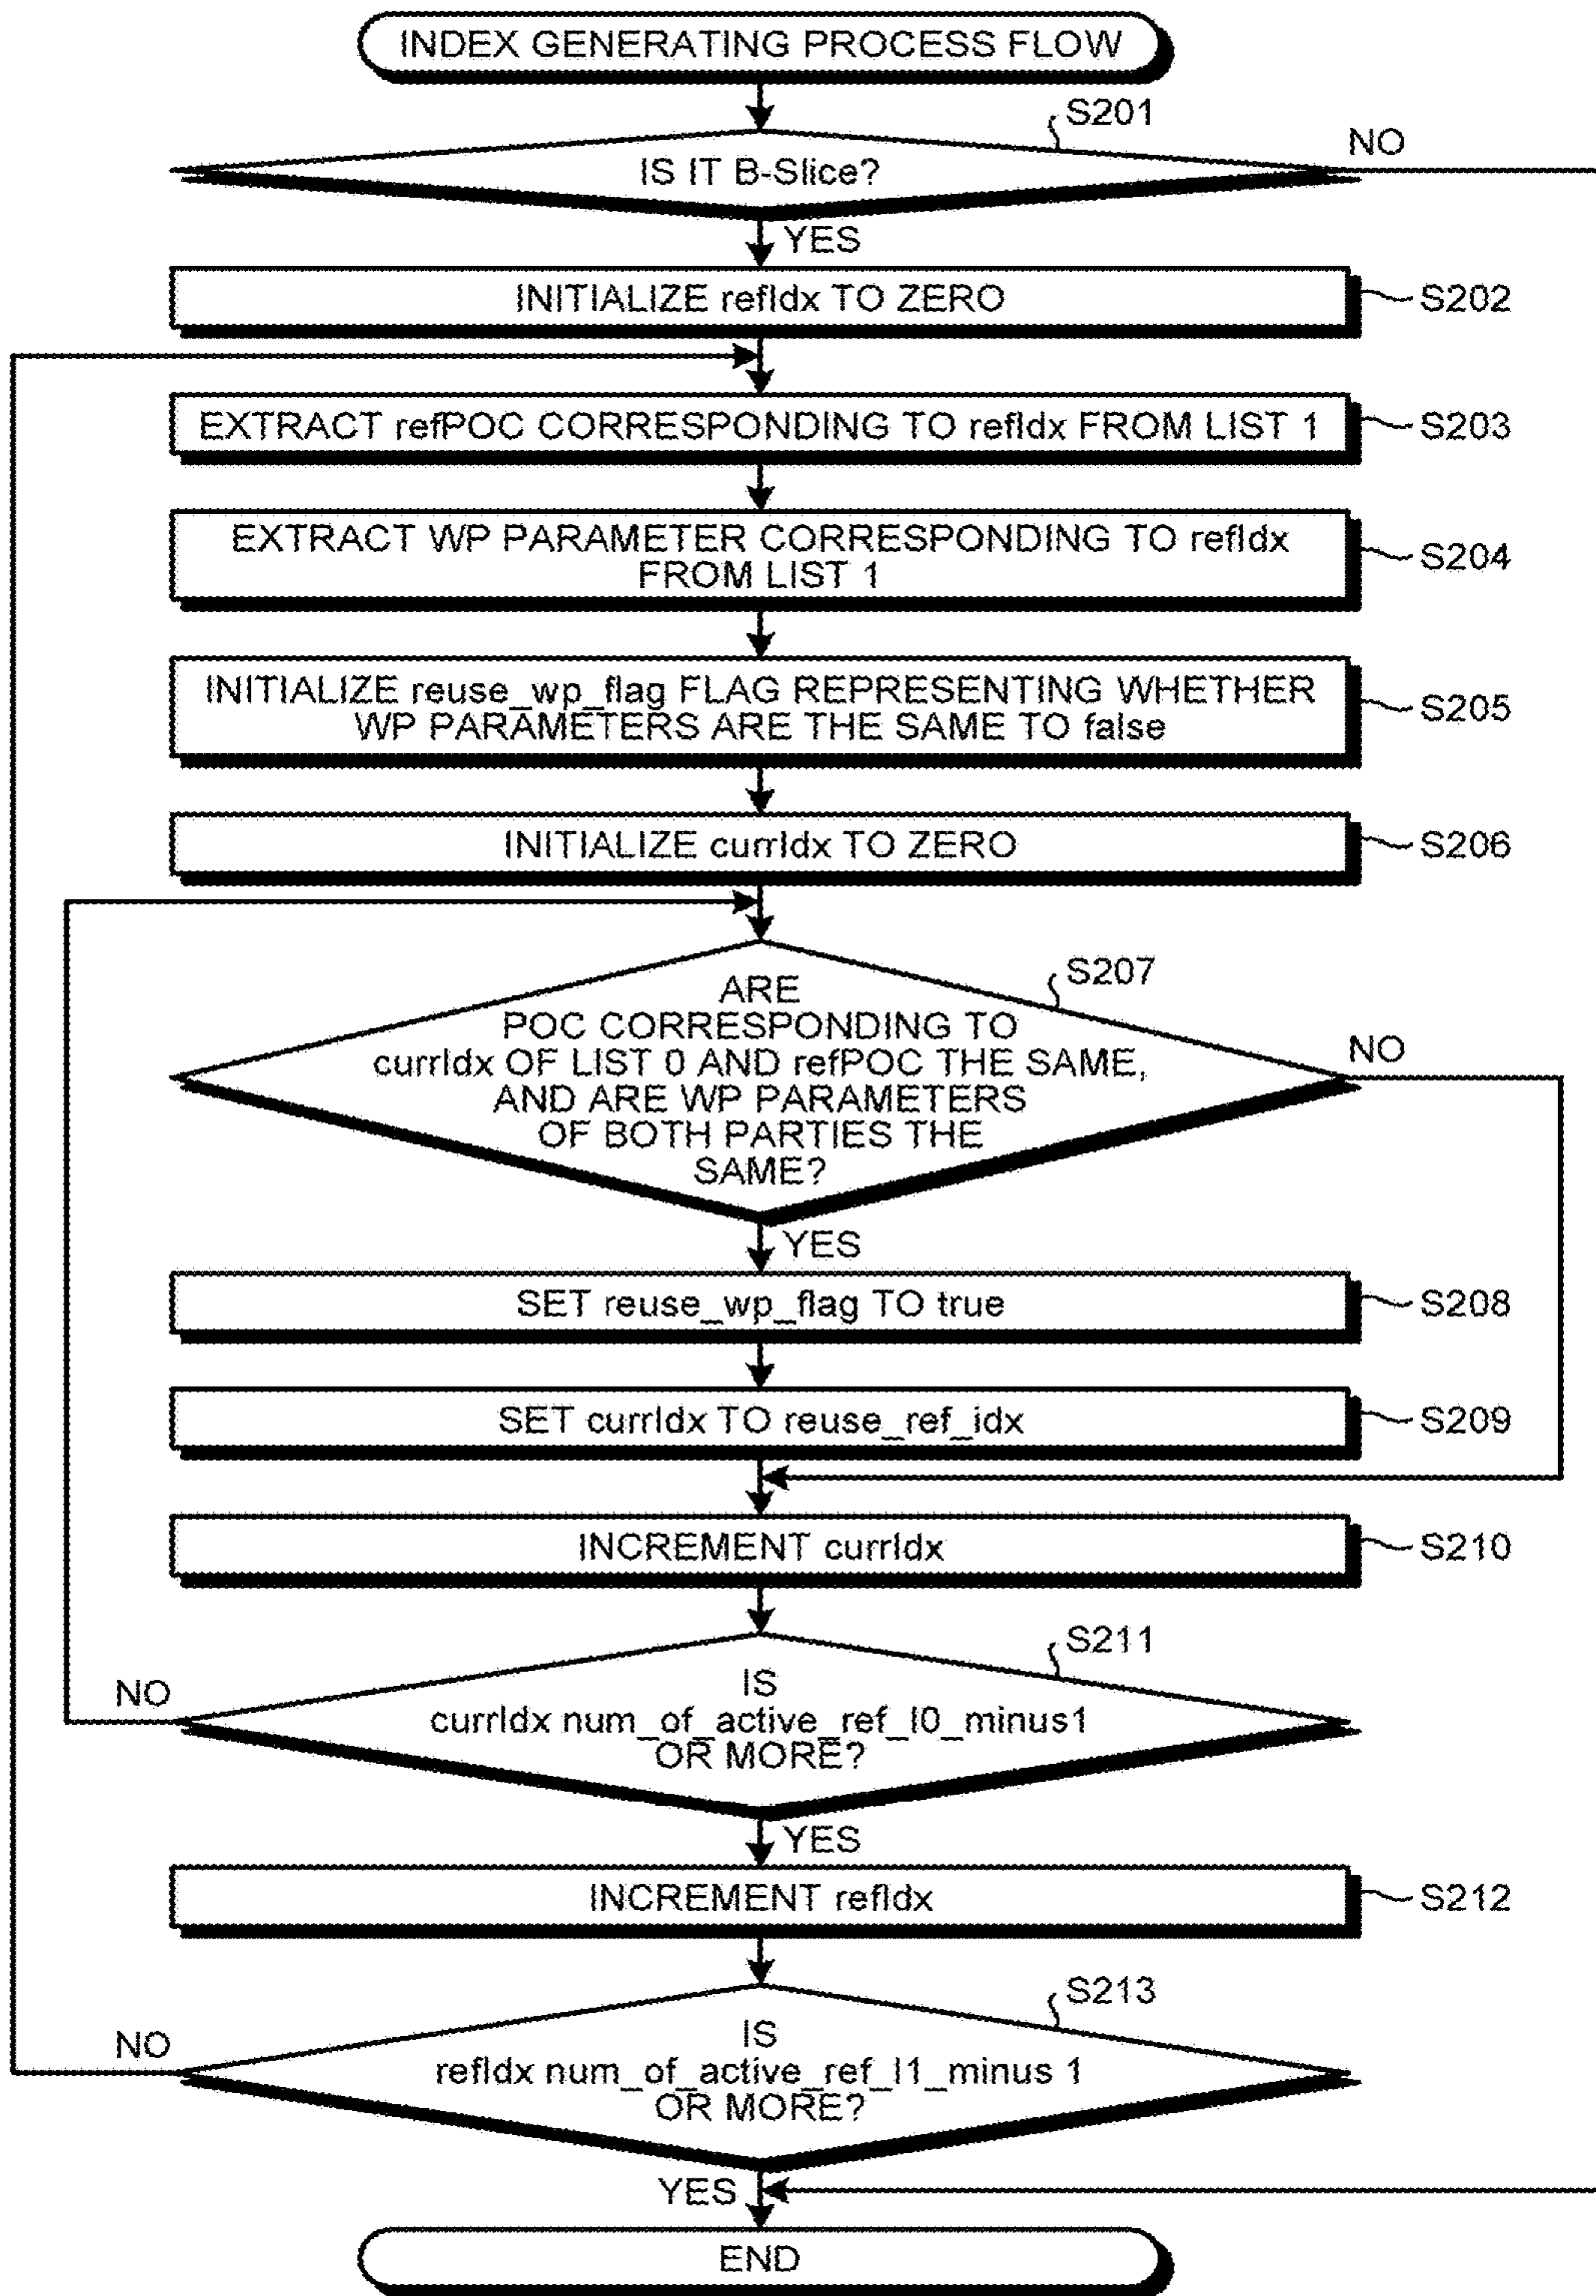 INDEX GENERATING PROCESS FLOW
S201
NO
IS IT B-Slice?
YES
INITIALIZE refIdx TO ZERO
S202
EXTRACT refPOC CORRESPONDING TO refIdx FROM LIST 1
S203
EXTRACT WP PARAMETER CORRESPONDING TO refIdx
FROM LIST 1
S204
INITIALIZE reuse_wp_flag FLAG REPRESENTING WHETHER
WP PARAMETERS ARE THE SAME TO false
S205
INITIALIZE currIdx TO ZERO
S206
S207
ARE
POC CORRESPONDING TO
currIdx OF LIST 0 AND refPOC THE SAME,
AND ARE WP PARAMETERS
OF BOTH PARTIES THE
SAME?
NO
YES
SET reuse_wp_flag TO true
S208
SET currIdx TO reuse_ref_idx
S209
INCREMENT currIdx
S210
S211
NO
IS
currIdx num_of_active_ref_l0_minus1
OR MORE?
YES
INCREMENT refIdx
S212
S213
NO
IS
refIdx num_of_active_ref_l1_minus 1
OR MORE?
YES
END